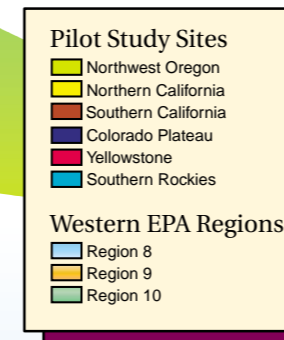 Pilot Study Sites
Northwest Oregon
Northern California
Southern California
Colorado Plateau
Yellowstone
Southern Rockies
Western EPA Regions
Region 8
Region 9
Region 10